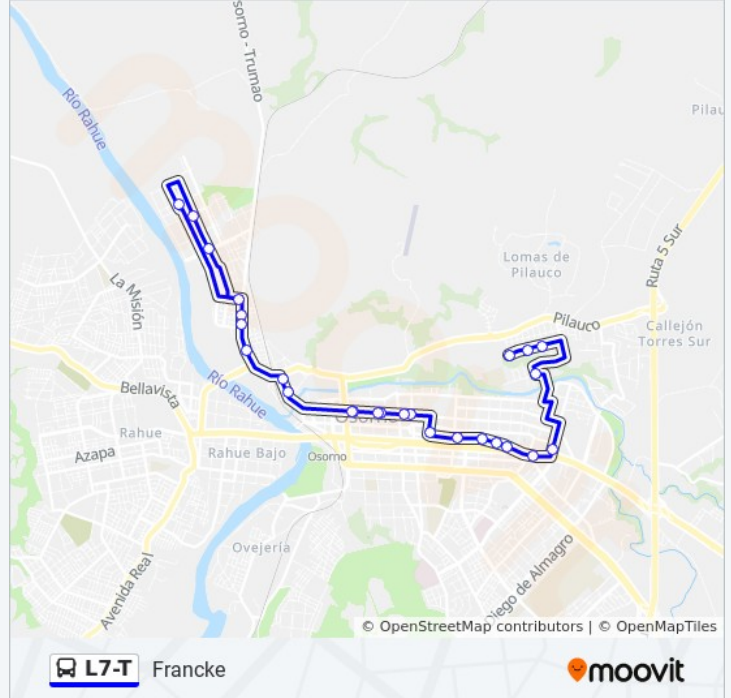 osorno - Trumao
Río Rahue
Pilau
Ruta 5 Sur
Lomas de
Pilauco
La Misión
Pilauco
Callejón
Torres Sur
Bellavista
Río Rahue
Rahue
Azapa
Rahue Bajo
Osorno
Ovejería
Avenida Real
Diego de Almagro
© OpenStreetMap contributors | © OpenMapTiles
L7-T Francke
moovit